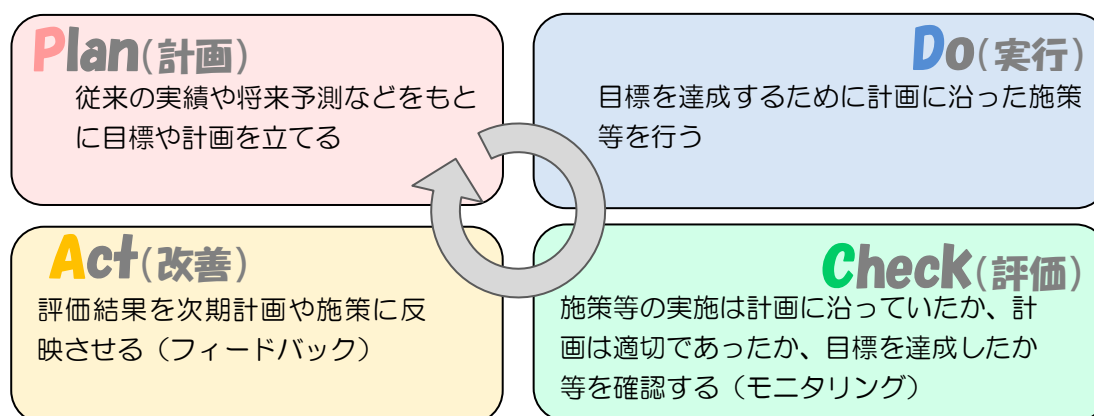 Plan(計画)
従来の実績や将来予測などをもと
に目標や計画を立てる
Do(実行)
目標を達成するために計画に沿った施策
等を行う
Act(改善)
評価結果を次期計画や施策に反
映させる（フィードバック）
Check(評価)
施策等の実施は計画に沿っていたか、計
画は適切であったか、目標を達成したか
等を確認する（モニタリング）